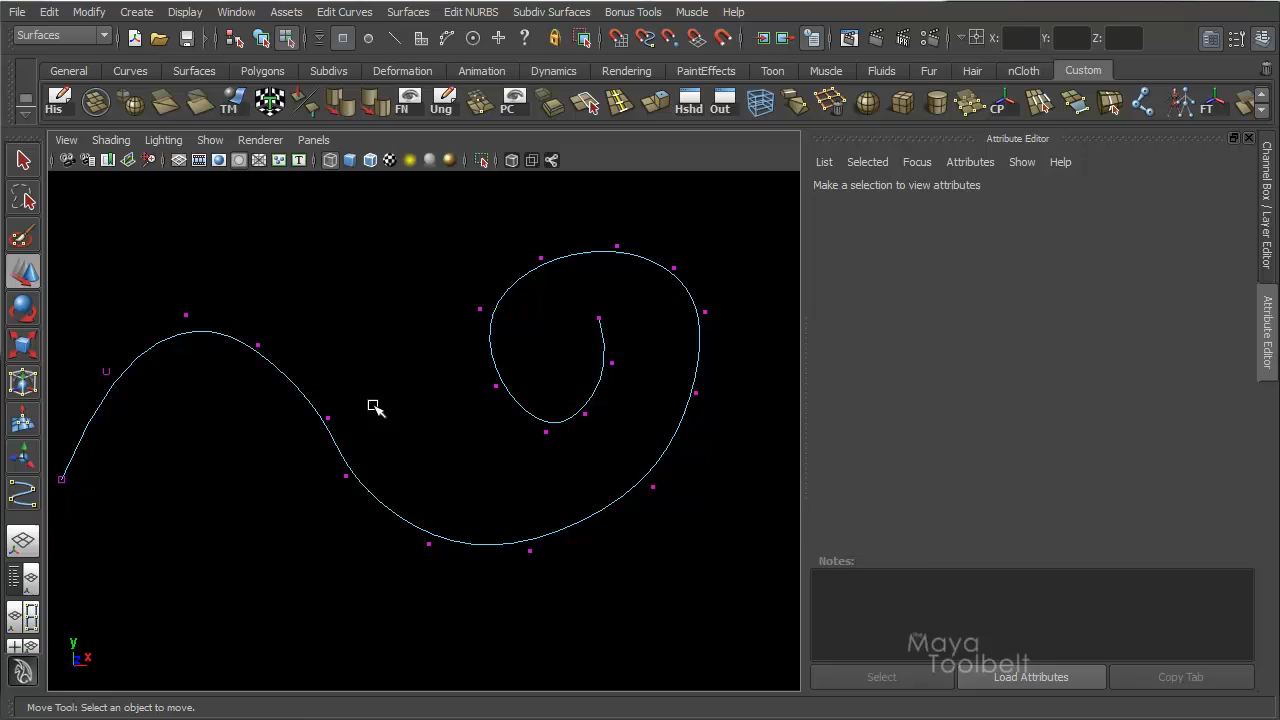 File Edit Modify Create Display Window Assets Edit Curves Surfaces Edit NURBS Subdiv Surfaces Bonus Tools Muscle Help
Surfaces
X: Y: Z:
General Curves Surfaces Polygons Subdivs Deformation Animation Dynamics Rendering PaintEffects Toon Muscle Fluids Fur Hair nCloth Custom
His TM FN Ung PC Hshd Out CP FT
View Shading Lighting Show Renderer Panels
Attribute Editor
List Selected Focus Attributes Show Help
Make a selection to view attributes
Channel Box / Layer Editor
Attribute Editor
U
y
z x
Notes:
the
Maya
Toolbelt
Select Load Attributes Copy Tab
Move Tool: Select an object to move.